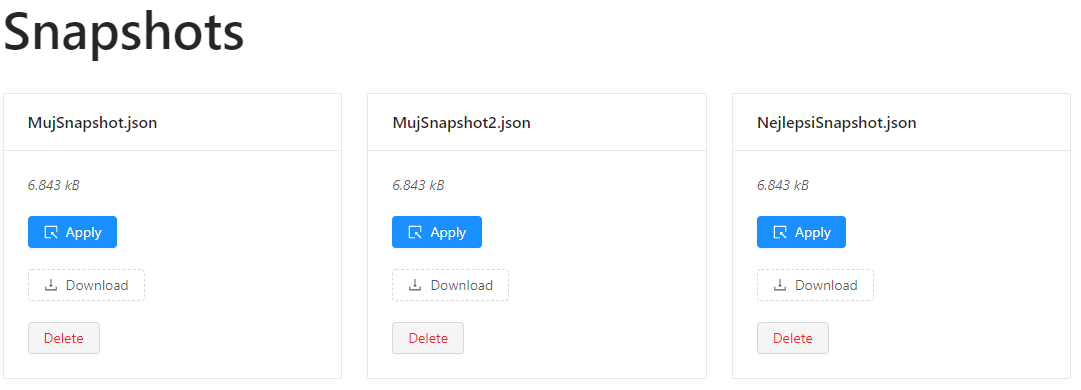 Snapshots
MujSnapshot.json
6.843 kB
Apply
Download
Delete
MujSnapshot2.json
6.843 kB
Apply
Download
Delete
NejlepsiSnapshot.json
6.843 kB
Apply
Download
Delete